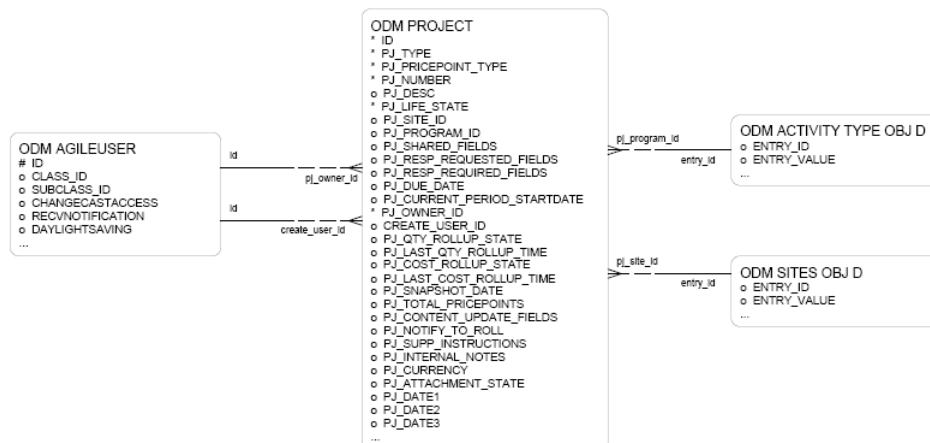 ODM PROJECT
* ID
* PJ_TYPE
* PJ_PRICEPOINT_TYPE
* PJ_NUMBER
o PJ_DESC
* PJ_LIFE_STATE
o PJ_SITE_ID
o PJ_PROGRAM_ID
o PJ_SHARED_FIELDS
o PJ_RESP_REQUESTED_FIELDS
o PJ_RESP_REQUIRED_FIELDS
o PJ_DUE_DATE
o PJ_CURRENT_PERIOD_STARTDATE
* PJ_OWNER_ID
o CREATE_USER_ID
o PJ_QTY_ROLLUP_STATE
o PJ_LAST_QTY_ROLLUP_TIME
o PJ_COST_ROLLUP_STATE
o PJ_LAST_COST_ROLLUP_TIME
o PJ_SNAPSHOT_DATE
o PJ_TOTAL_PRICEPOINTS
o PJ_CONTENT_UPDATE_FIELDS
o PJ_NOTIFY_TO_ROLL
o PJ_SUPP_INSTRUCTIONS
o PJ_INTERNAL_NOTES
o PJ_CURRENCY
o PJ_ATTACHMENT_STATE
o PJ_DATE1
o PJ_DATE2
o PJ_DATE3
...
ODM AGILEUSER
# ID
o CLASS_ID
o SUBCLASS_ID
o CHANGECASTACCESS
o RECVNOTIFICATION
o DAYLIGHTSAVING
...
id
pj_owner_id
id
create_user_id
pj_program_id
entry_id
ODM ACTIVITY TYPE OBJ D
o ENTRY_ID
o ENTRY_VALUE
...
pj_site_id
entry_id
ODM SITES OBJ D
o ENTRY_ID
o ENTRY_VALUE
...